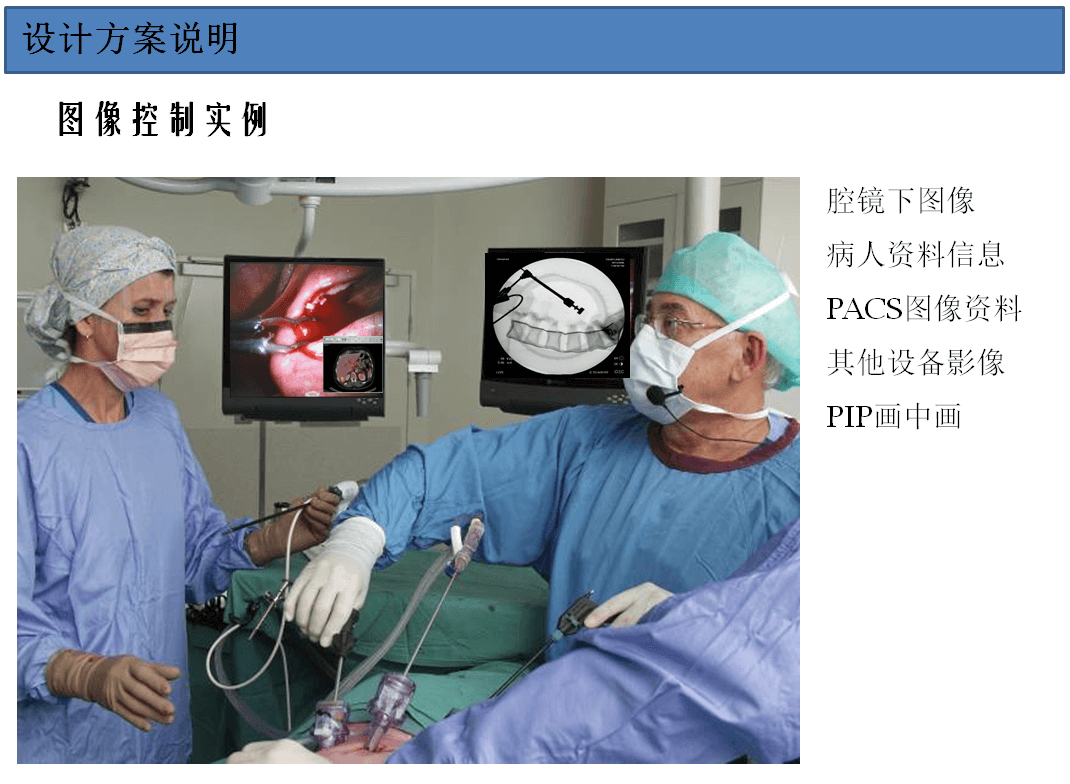 设计方案说明
图像控制实例
腔镜下图像
病人资料信息
PACS图像资料
其他设备影像
PIP画中画